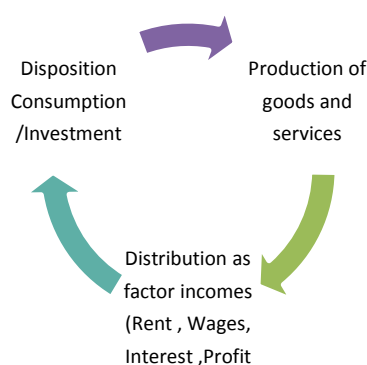 Disposition
Consumption
/Investment
Production of
goods and
services
Distribution as
factor incomes
(Rent , Wages,
Interest ,Profit